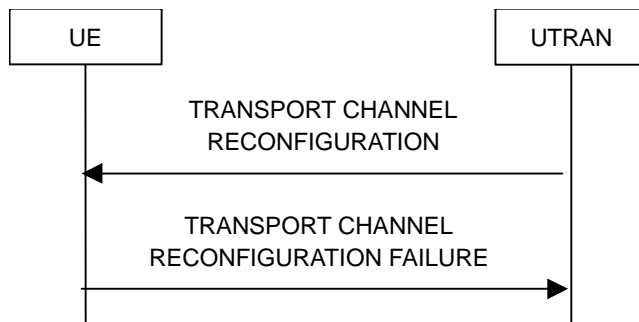 UE
UTRAN
TRANSPORT CHANNEL
RECONFIGURATION
TRANSPORT CHANNEL
RECONFIGURATION FAILURE